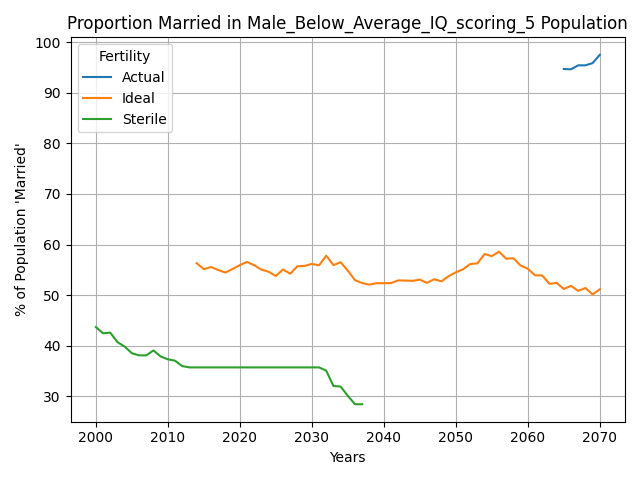 Proportion Married in Male_Below_Average_IQ_scoring_5 Population
% of Population 'Married'
100
90
80
70
60
50
40
30
Fertility
Actual
Ideal
Sterile
2000 2010 2020 2030 2040 2050 2060 2070
Years